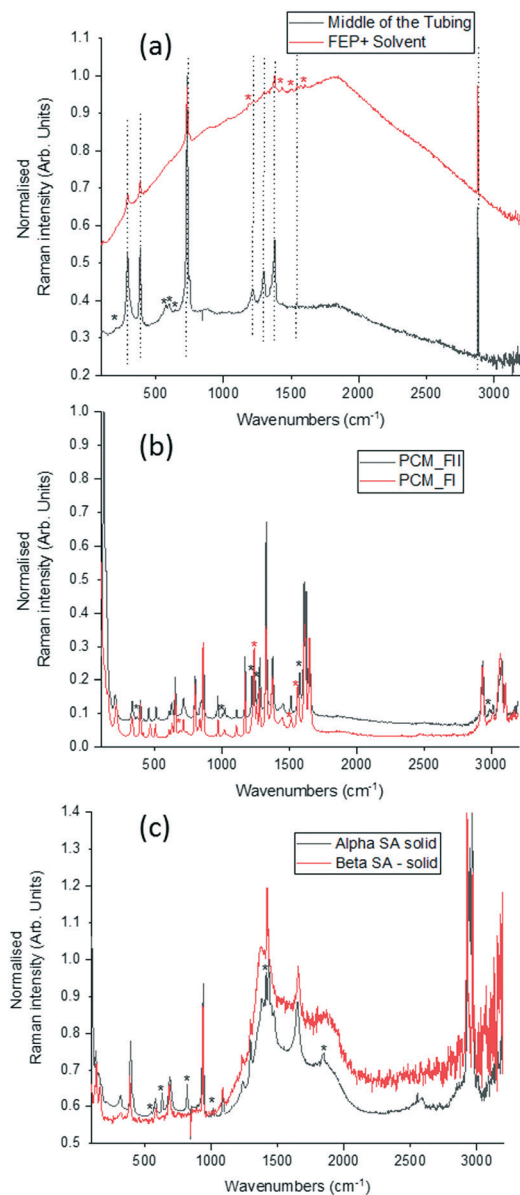 Middle of the Tubing
FEP+ Solvent
(a)
* * * * *
1.0
0.9
0.8
0.7
0.6
0.5
0.4
0.3
0.2
* * * *
Normalised
Raman intensity (Arb. Units)
500 1000 1500 2000 2500 3000
Wavenumbers (cm-1)
(b)
PCM_FII
PCM_FI
1.0
0.9
0.8
0.7
0.6
0.5
0.4
0.3
0.2
0.1
0.0
Normalised
Raman intensity (Arb. Units)
500 1000 1500 2000 2500 3000
Wavenumbers (cm-1)
(c)
Alpha SA solid
Beta SA - solid
1.4
1.3
1.2
1.1
1.0
0.9
0.8
0.7
0.6
0.5
Normalised
Raman intensity (Arb. Units)
500 1000 1500 2000 2500 3000
Wavenumbers (cm-1)